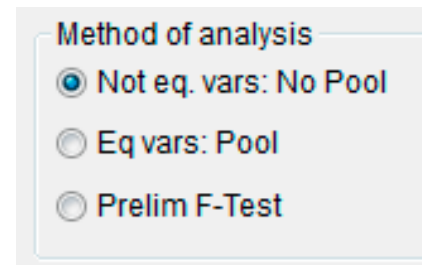 Method of analysis
Not eq. vars: No Pool
Eq vars: Pool
Prelim F-Test